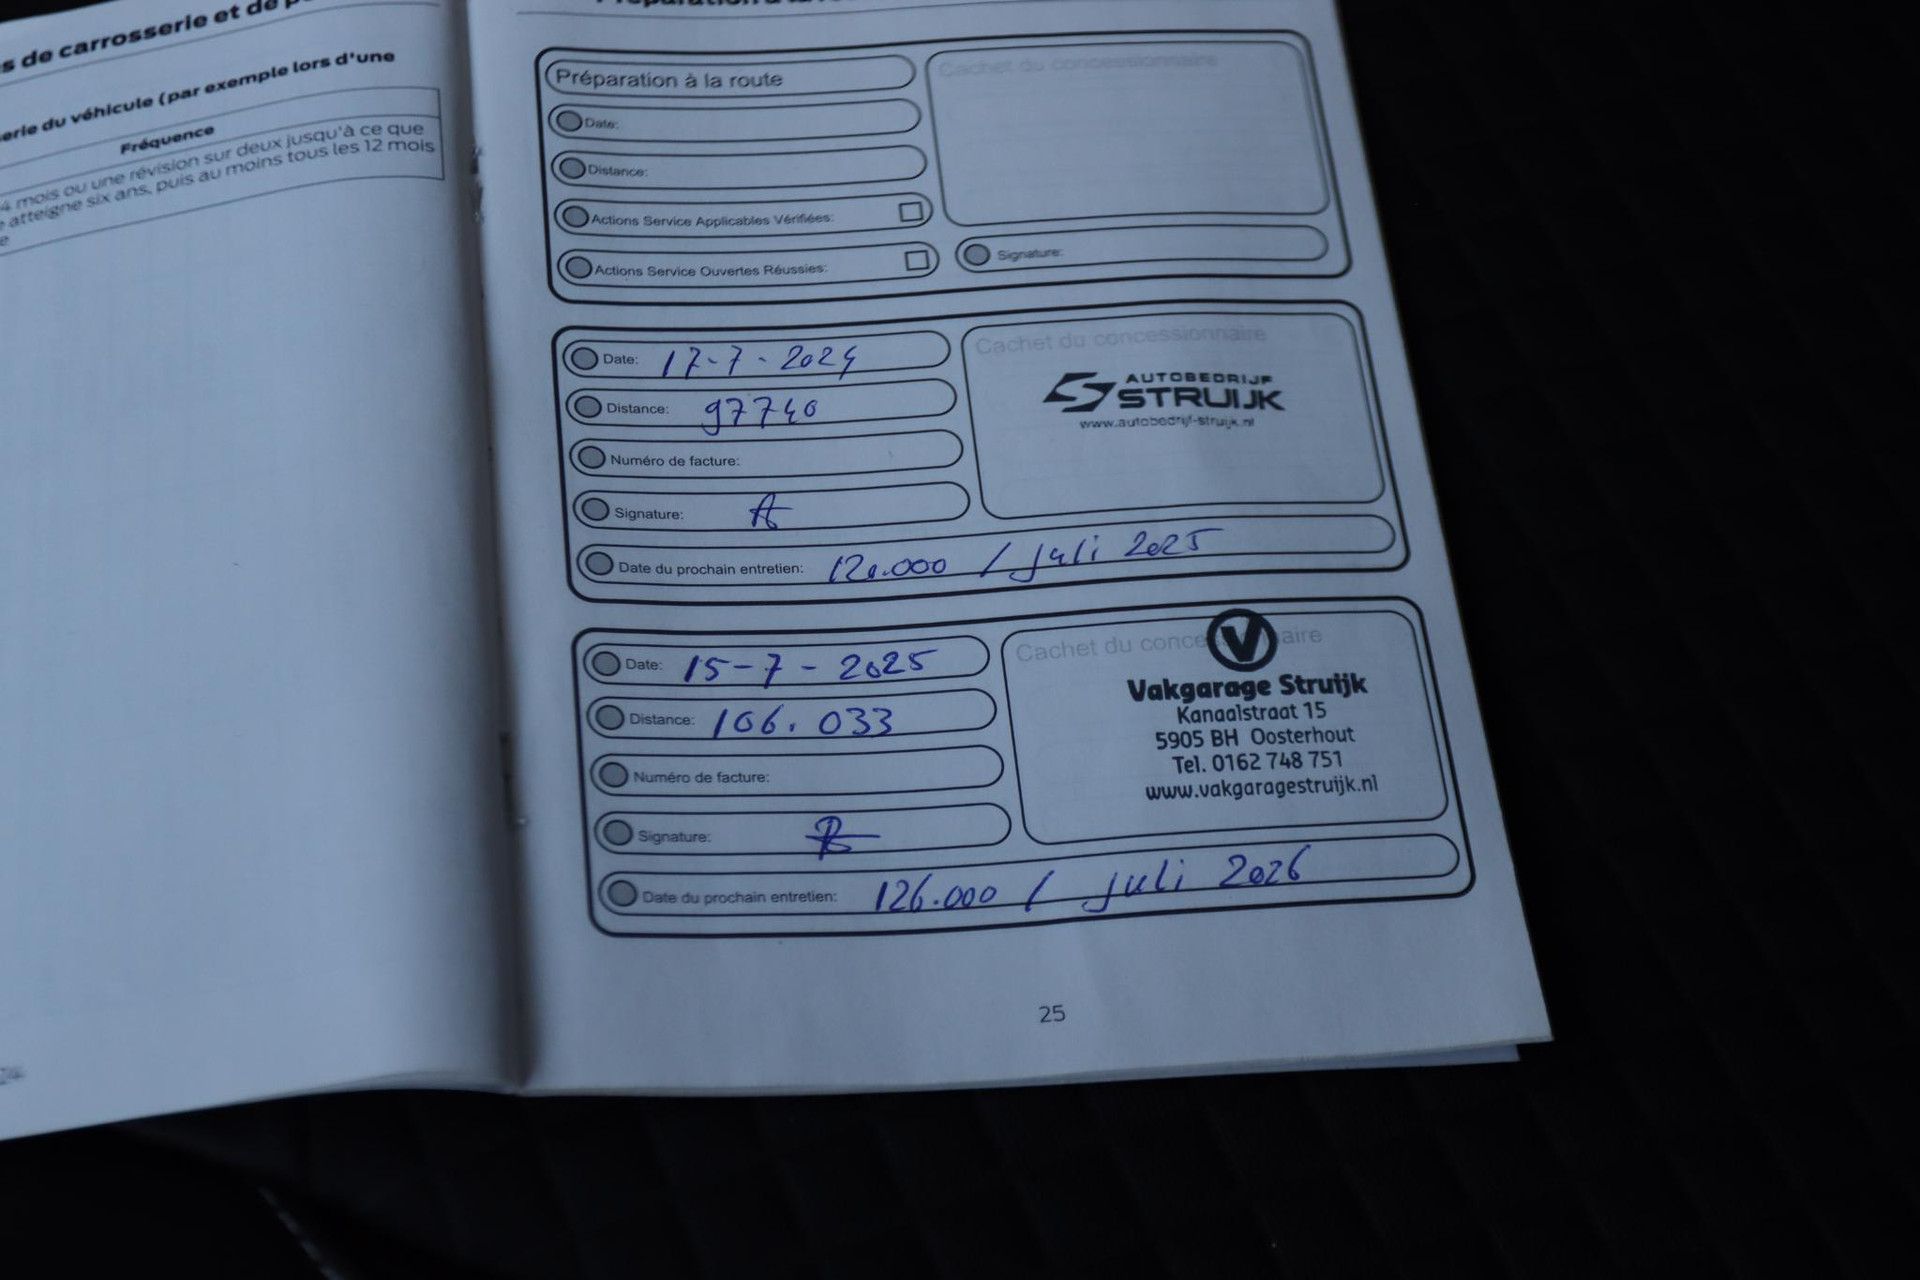 s de carrosserie et de
serie du véhicule (par exemple lors d'une
Fréquence
4 mois ou une révision sur deux jusqu'à ce que
e atteigne six ans, puis au moins tous les 12 mois
e
Préparation à la route
Cachet du concessionnaire
Date:
Distance:
Actions Service Applicables Vérifiées:
Actions Service Ouvertes Réussies:
Signature:
Date: 17-7-2024
Cachet du concessionnaire
AUTOBEDRIJF
STRUIJK
www.autobedrijf-struijk.nl
Distance: 97740
Numéro de facture:
Signature:
Date du prochain entretien: 120.000 / juli 2025
Date: 15-7-2025
Cachet du concessionnaire
V
Vakgarage Struijk
Kanaalstraat 15
5905 BH Oosterhout
Tel. 0162 748 751
www.vakgaragestruijk.nl
Distance: 106.033
Numéro de facture:
Signature:
Date du prochain entretien: 126.000 / juli 2026
25